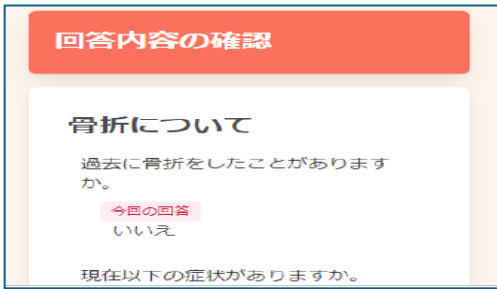 回答内容の確認
骨折について
過去に骨折をしたことがあります
か。
今回の回答
いいえ
現在以下の症状がありますか。